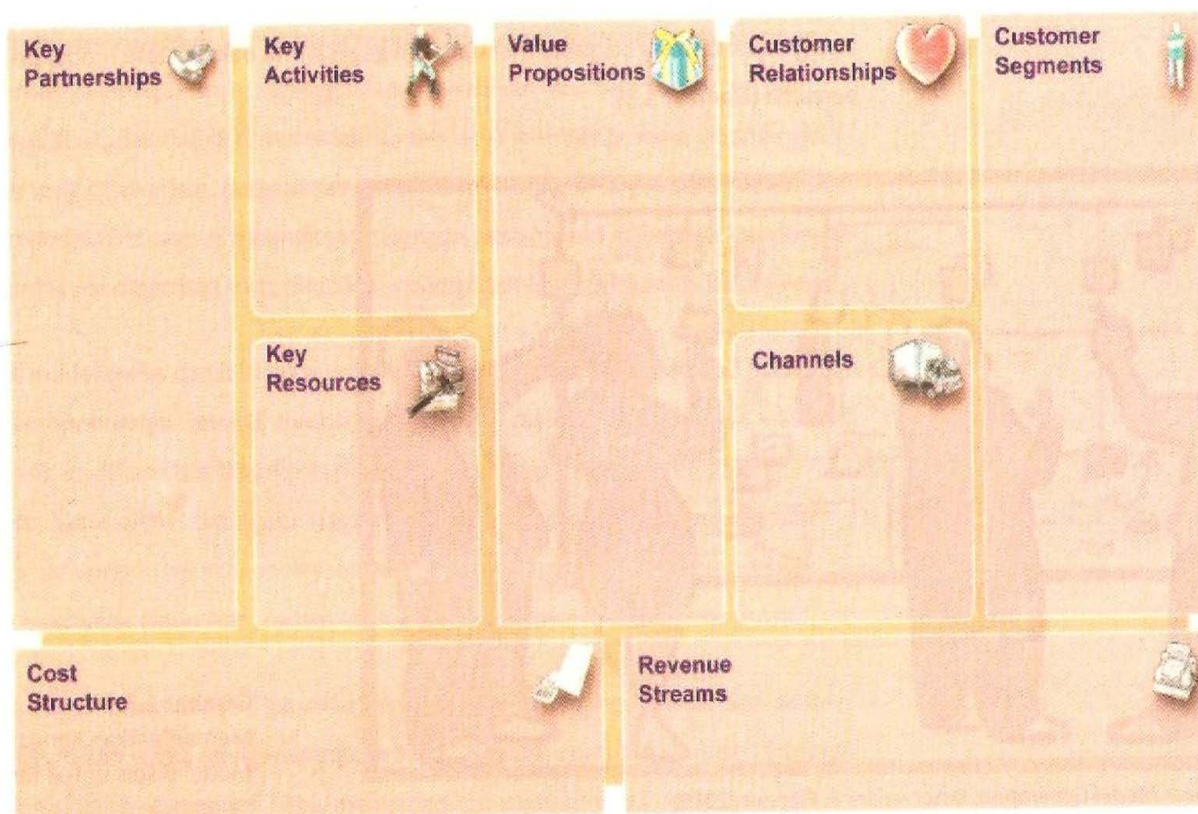 Key
Partnerships
Key
Activities
Value
Propositions
Customer
Relationships
Customer
Segments
Key
Resources
Channels
Cost
Structure
Revenue
Streams